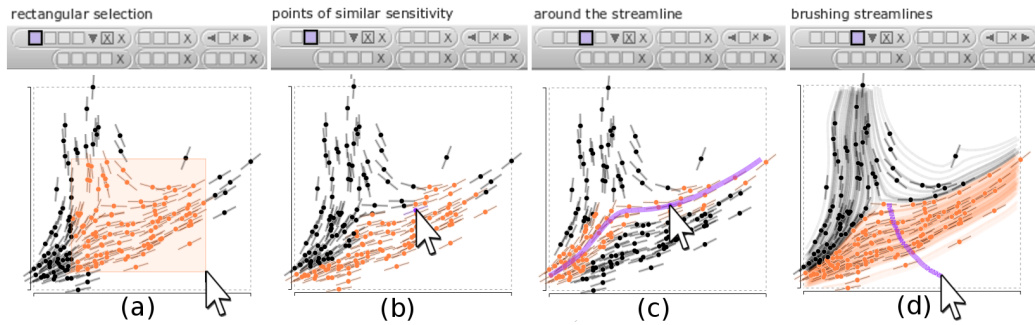 rectangular selection
points of similar sensitivity
around the streamline
brushing streamlines
X X X X
X X
X X X X
X X
X X X X
X X
X X X X
X X
(a)
(b)
(c)
(d)